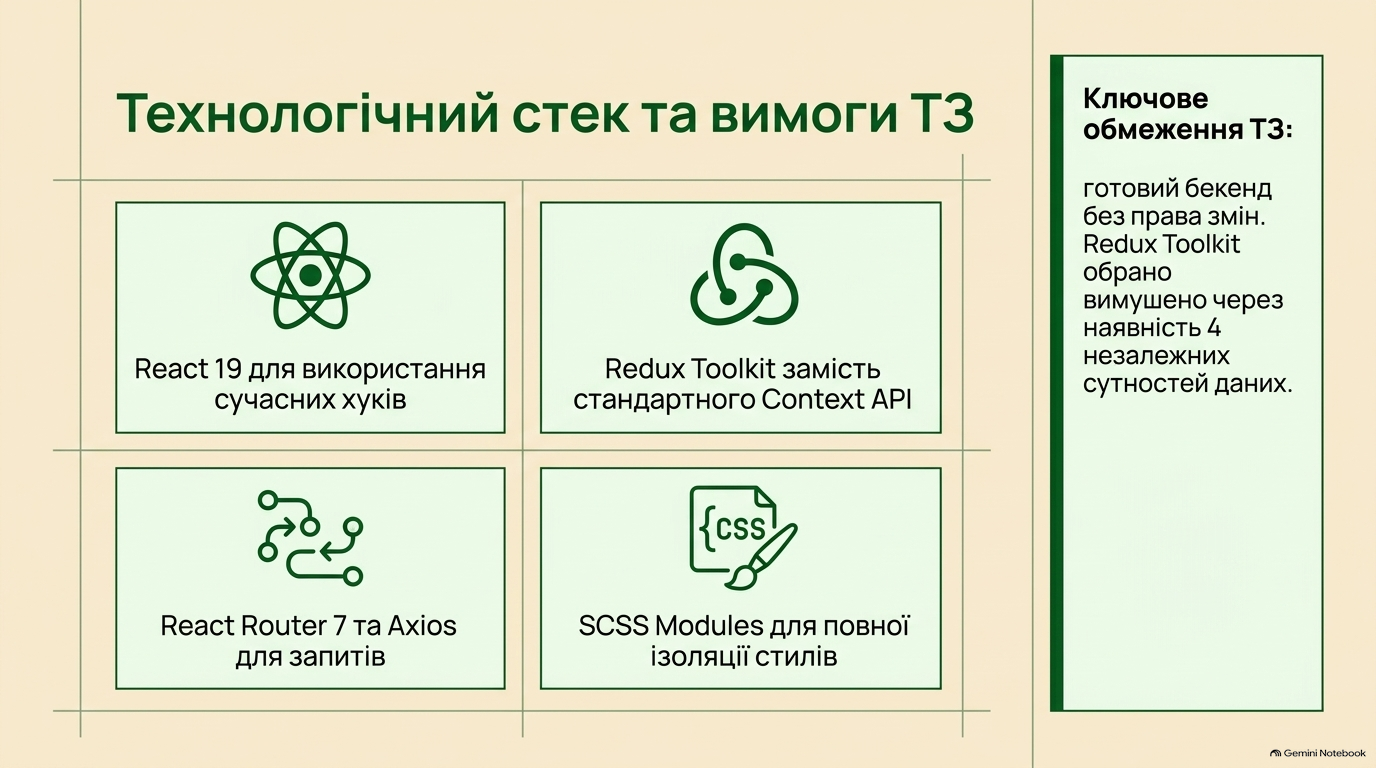 Технологічний стек та вимоги ТЗ
React 19 для використання
сучасних хуків
Redux Toolkit замість
стандартного Context API
React Router 7 та Axios
для запитів
{css
SCSS Modules для повної
ізоляції стилів
Ключове
обмеження ТЗ:
готовий бекенд
без права змін.
Redux Toolkit
обрано
вимушено через
наявність 4
незалежних
сутностей даних.
Gemini Notebook